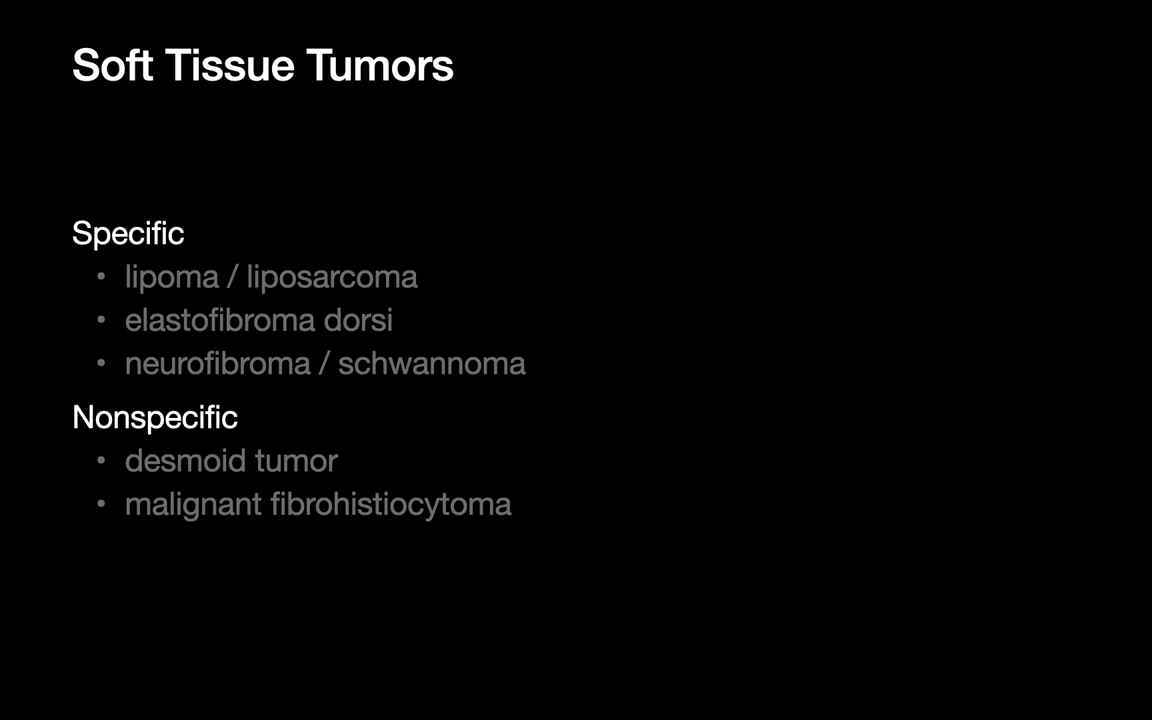 Soft Tissue Tumors
Specific
• lipoma / liposarcoma
• elastofibroma dorsi
• neurofibroma / schwannoma
Nonspecific
• desmoid tumor
• malignant fibrohistiocytoma